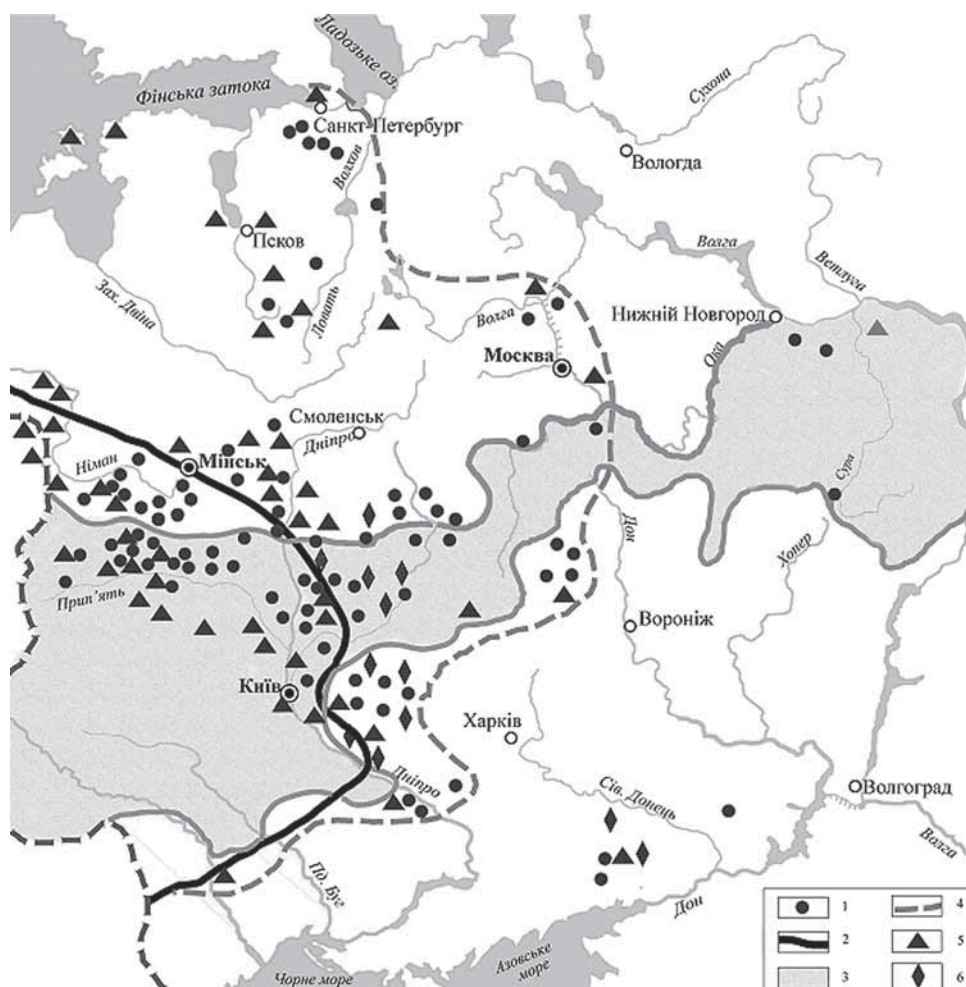 Ладозьке оз.
Фінська затока
Сухона
Санкт-Петербург
Вологда
Волхов
Псков
Волга
Ветлуга
Зах. Двіна
Ловать
Волга
Нижній Новгород
Ока
Москва
Смоленськ
Дніпро
Мінськ
Німан
Сура
Дон
Хопер
Прип'ять
Вороніж
Київ
Харків
Дніпро
Сів. Донець
Волгоград
Волга
Пд. Буг
Дон
Азовське
море
Чорне море
1
4
2
5
3
6